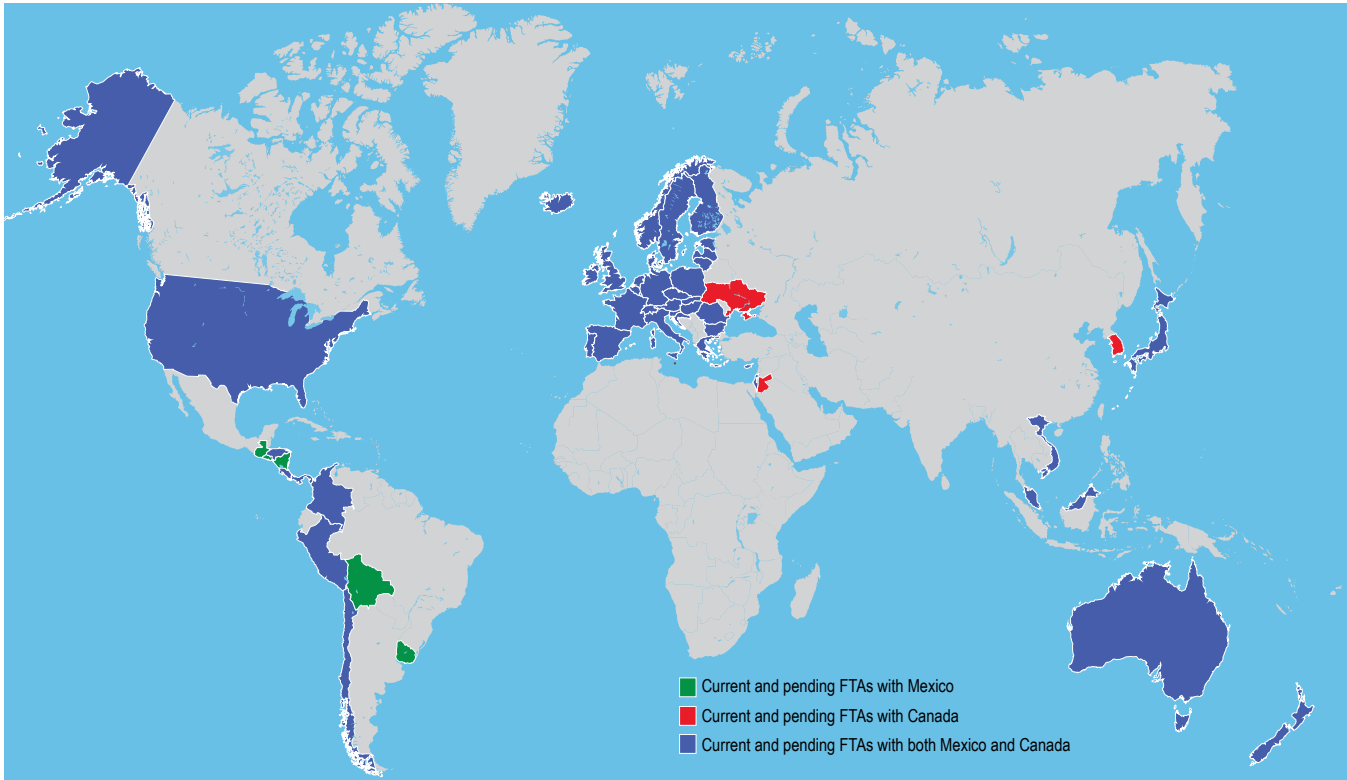 Current and pending FTAs with Mexico
Current and pending FTAs with Canada
Current and pending FTAs with both Mexico and Canada